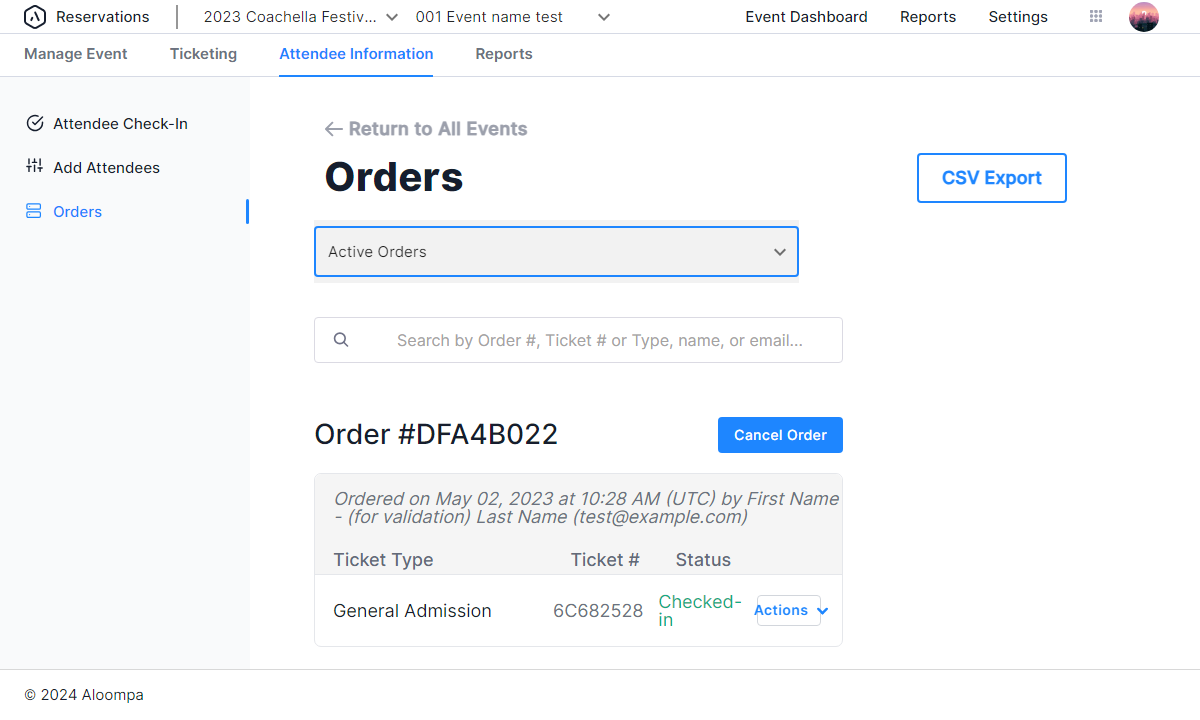 Reservations 2023 Coachella Festiv... 001 Event name test Event Dashboard Reports Settings
Manage Event Ticketing Attendee Information Reports
Attendee Check-In
Add Attendees
Orders
Return to All Events
Orders
CSV Export
Active Orders
Search by Order #, Ticket # or Type, name, or email...
Order #DFA4B022
Cancel Order
Ordered on May 02, 2023 at 10:28 AM (UTC) by First Name
- (for validation) Last Name (test@example.com)
Ticket Type Ticket # Status
General Admission 6C682528 Checked-
in
Actions
© 2024 Aloompa